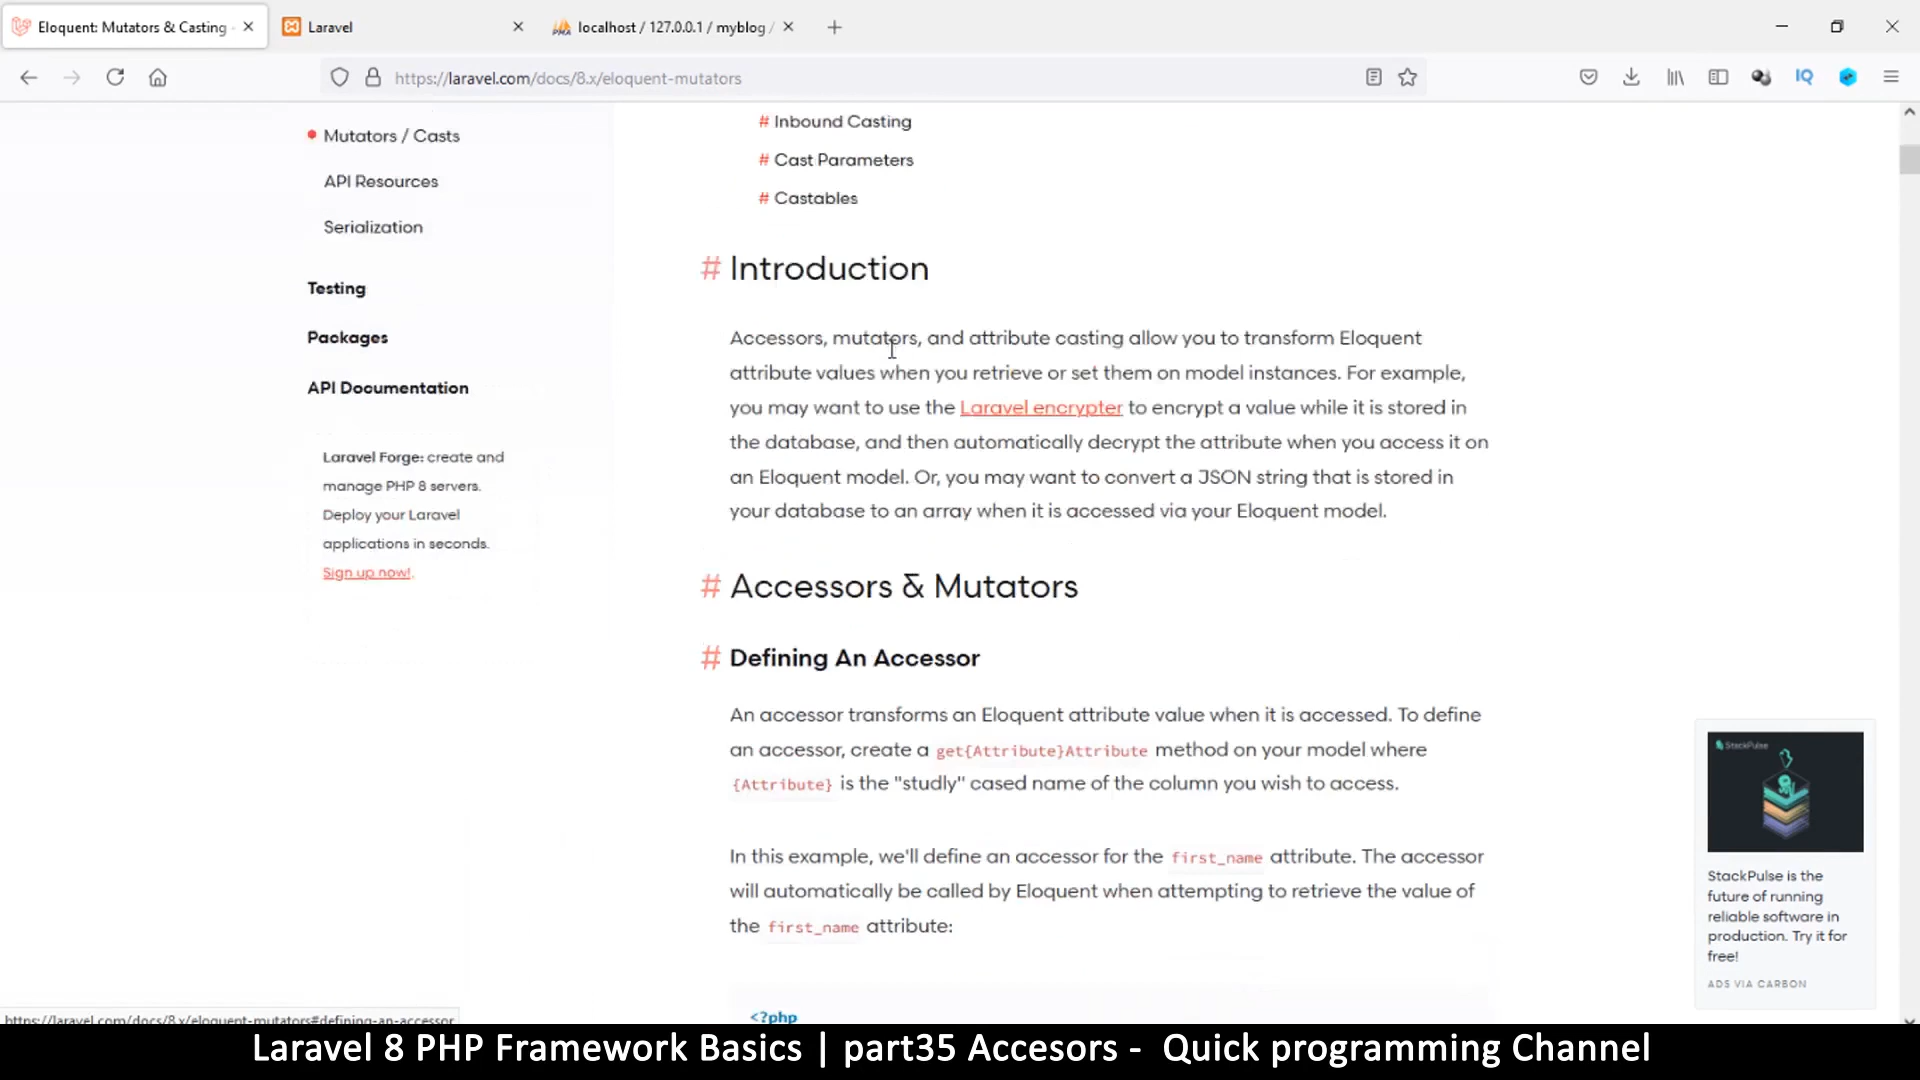 Eloquent: Mutators & Casting
Laravel
localhost / 127.0.0.1 / myblog /
https://laravel.com/docs/8.x/eloquent-mutators
IQ
Mutators / Casts
API Resources
Serialization
Testing
Packages
API Documentation
Laravel Forge: create and
manage PHP 8 servers.
Deploy your Laravel
applications in seconds.
Sign up now!.
# Inbound Casting
# Cast Parameters
# Castables
# Introduction
Accessors, mutators, and attribute casting allow you to transform Eloquent
attribute values when you retrieve or set them on model instances. For example,
you may want to use the Laravel encrypter to encrypt a value while it is stored in
the database, and then automatically decrypt the attribute when you access it on
an Eloquent model. Or, you may want to convert a JSON string that is stored in
your database to an array when it is accessed via your Eloquent model.
# Accessors & Mutators
# Defining An Accessor
An accessor transforms an Eloquent attribute value when it is accessed. To define
an accessor, create a get{Attribute}Attribute method on your model where
{Attribute} is the "studly" cased name of the column you wish to access.
In this example, we'll define an accessor for the first_name attribute. The accessor
will automatically be called by Eloquent when attempting to retrieve the value of
the first_name attribute:
<?php
StackPulse
StackPulse is the
future of running
reliable software in
production. Try it for
free!
ADS VIA CARBON
https://laravel.com/docs/8.x/eloquent-mutators#defining-an-accessor
Laravel 8 PHP Framework Basics | part35 Accesors - Quick programming Channel